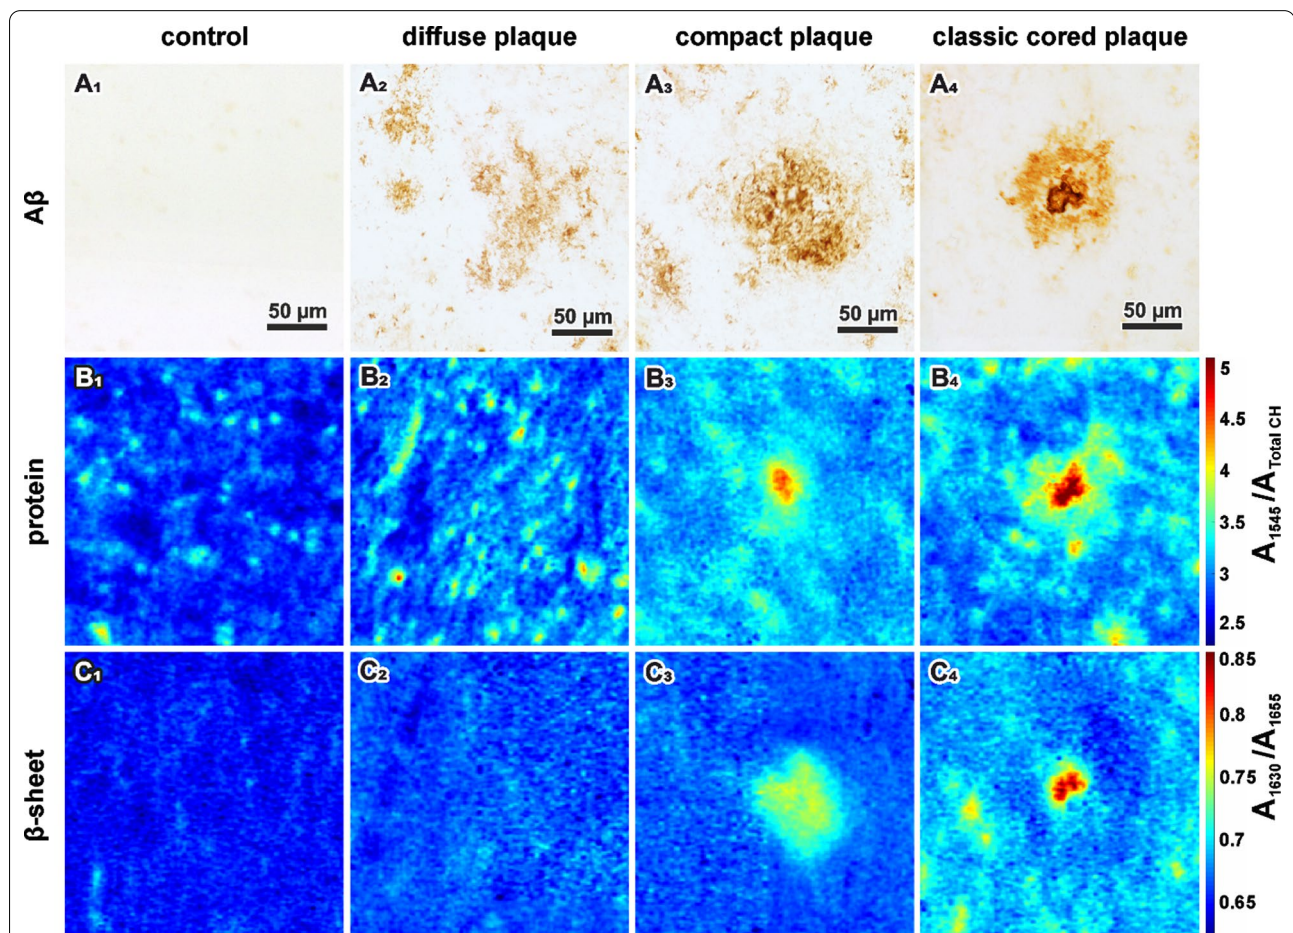 control diffuse plaque compact plaque classic cored plaque
Aβ
A₁ A₂ A₃ A₄
50 µm 50 µm 50 µm 50 µm
protein
B₁ B₂ B₃ B₄
5
4.5
4
3.5
3
2.5
A₁₅₄₅/A_Total CH
β-sheet
C₁ C₂ C₃ C₄
0.85
0.8
0.75
0.7
0.65
A₁₆₃₀/A₁₆₅₅